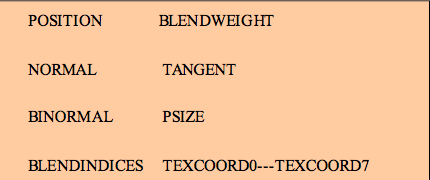 POSITION BLENDWEIGHT
NORMAL TANGENT
BINORMAL PSIZE
BLENDINDICES TEXCOORD0---TEXCOORD7